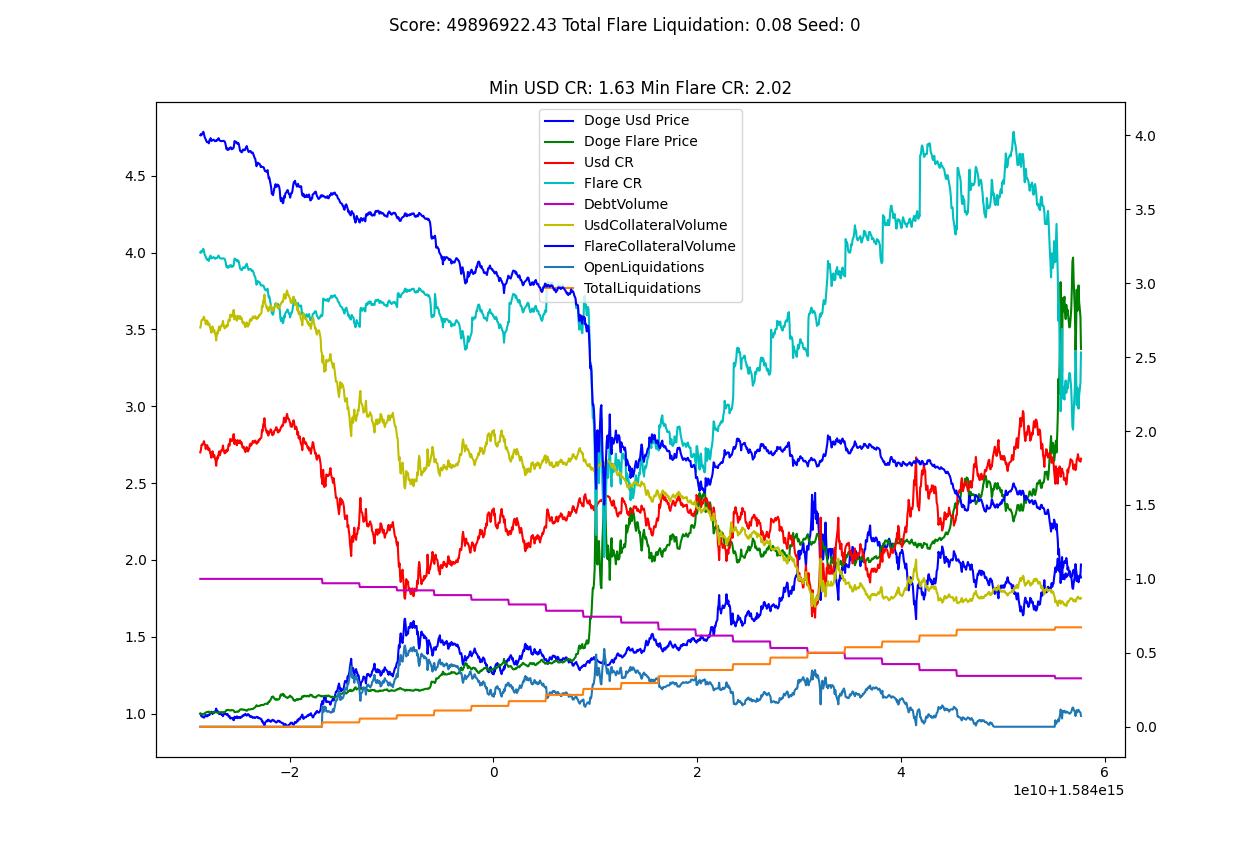 Score: 49896922.43 Total Flare Liquidation: 0.08 Seed: 0
Min USD CR: 1.63 Min Flare CR: 2.02
Doge Usd Price
Doge Flare Price
Usd CR
Flare CR
DebtVolume
UsdCollateralVolume
FlareCollateralVolume
OpenLiquidations
TotalLiquidations
4.5
4.0
3.5
3.0
2.5
2.0
1.5
1.0
4.0
3.5
3.0
2.5
2.0
1.5
1.0
0.5
0.0
−2
0
2
4
6
1e10+1.584e15